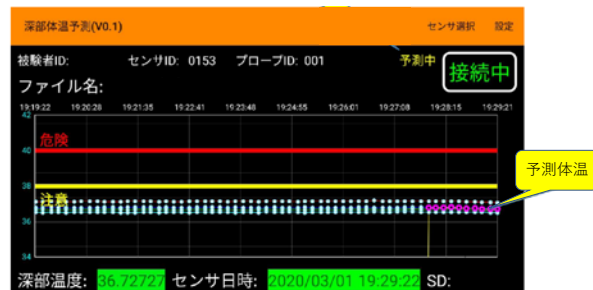 深部体温予測(V0.1) センサ選択 設定
被験者ID: センサID: 0153 プローブID: 001 予測中
接続中
ファイル名:
19:19:22 19:20:28 19:21:35 19:22:41 19:23:48 19:24:55 19:26:01 19:27:08 19:28:15 19:29:21
42
危険
40
予測体温
38
注意
36
34
深部温度: 36.72727 センサ日時: 2020/03/01 19:29:22 SD: